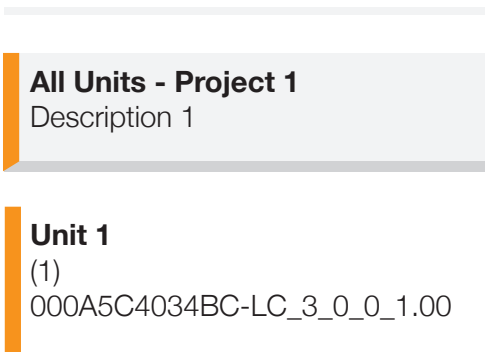 All Units - Project 1
Description 1
Unit 1
(1)
000A5C4034BC-LC_3_0_0_1.00